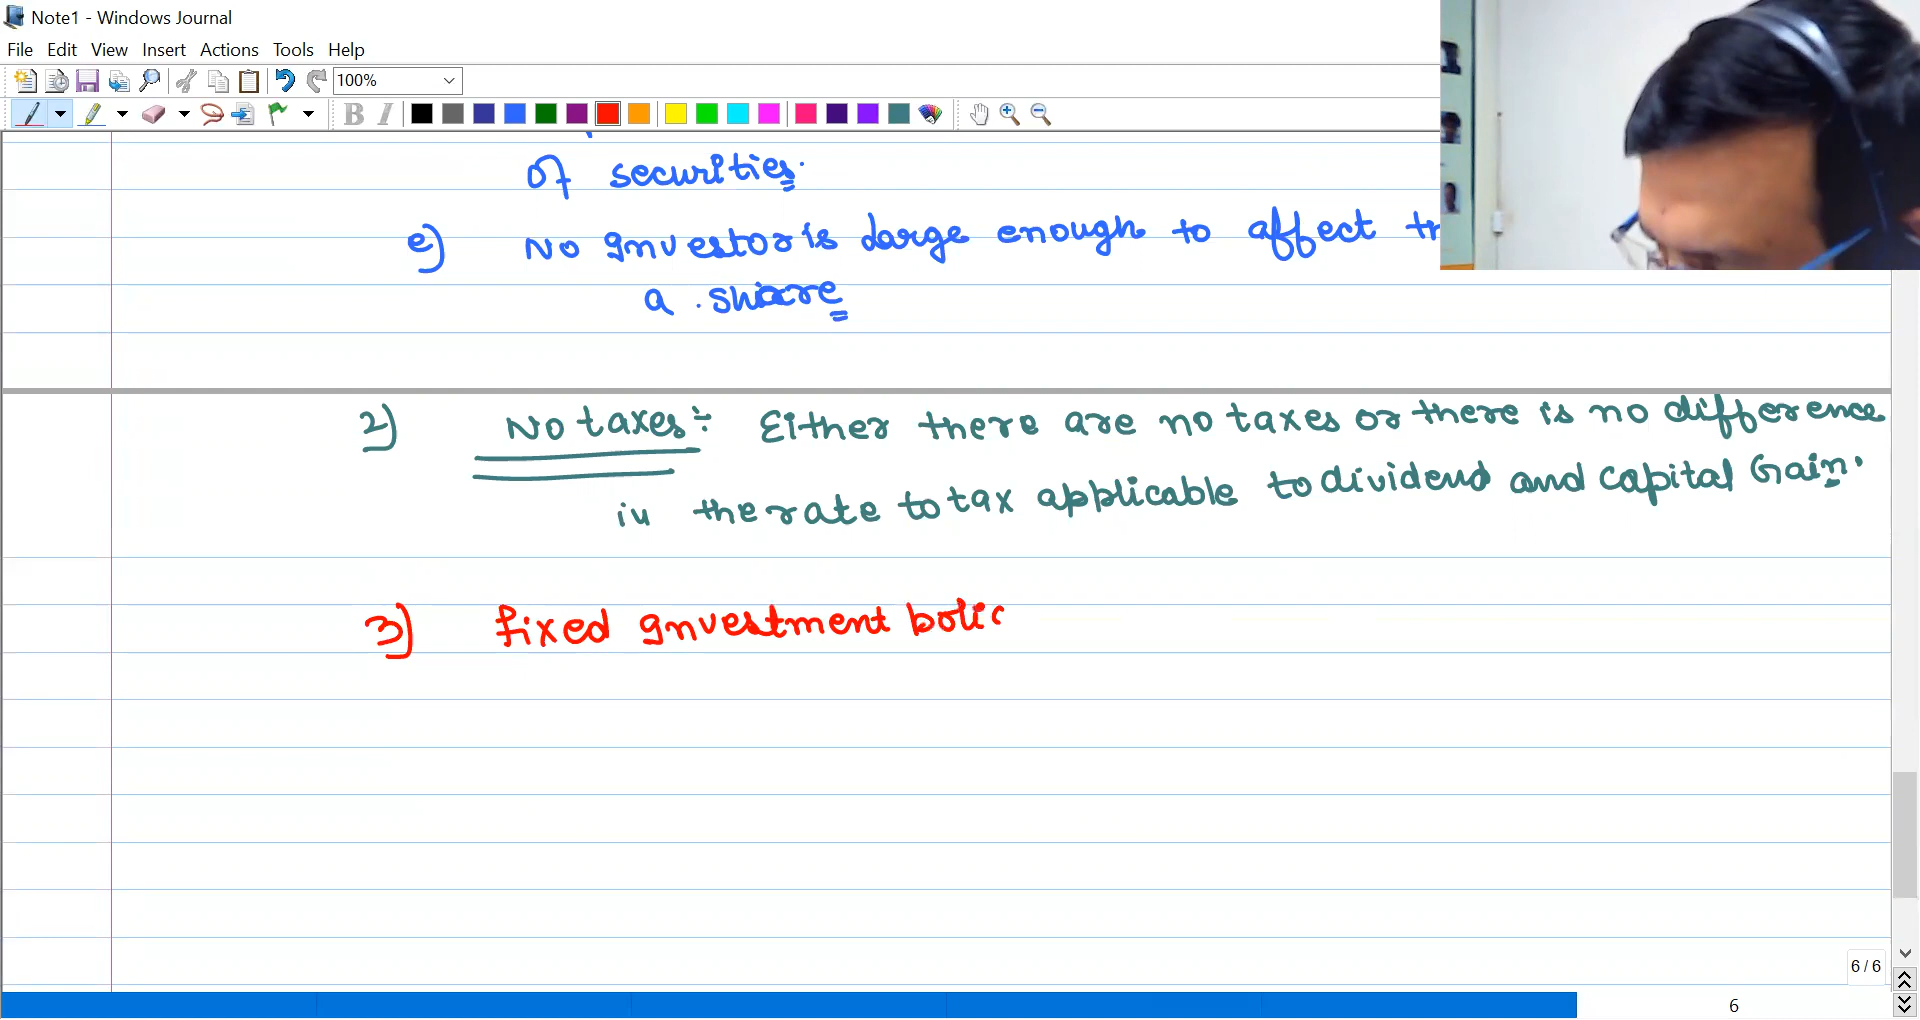 Note1 - Windows Journal
File Edit View Insert Actions Tools Help
100%
B I
of securities.
e) No Investor is large enough to affect
a share
2) No taxes÷ Either there are no taxes or there is no difference
in the rate to tax applicable to dividend and capital Gain.
3) fixed Investment
6 / 6
6